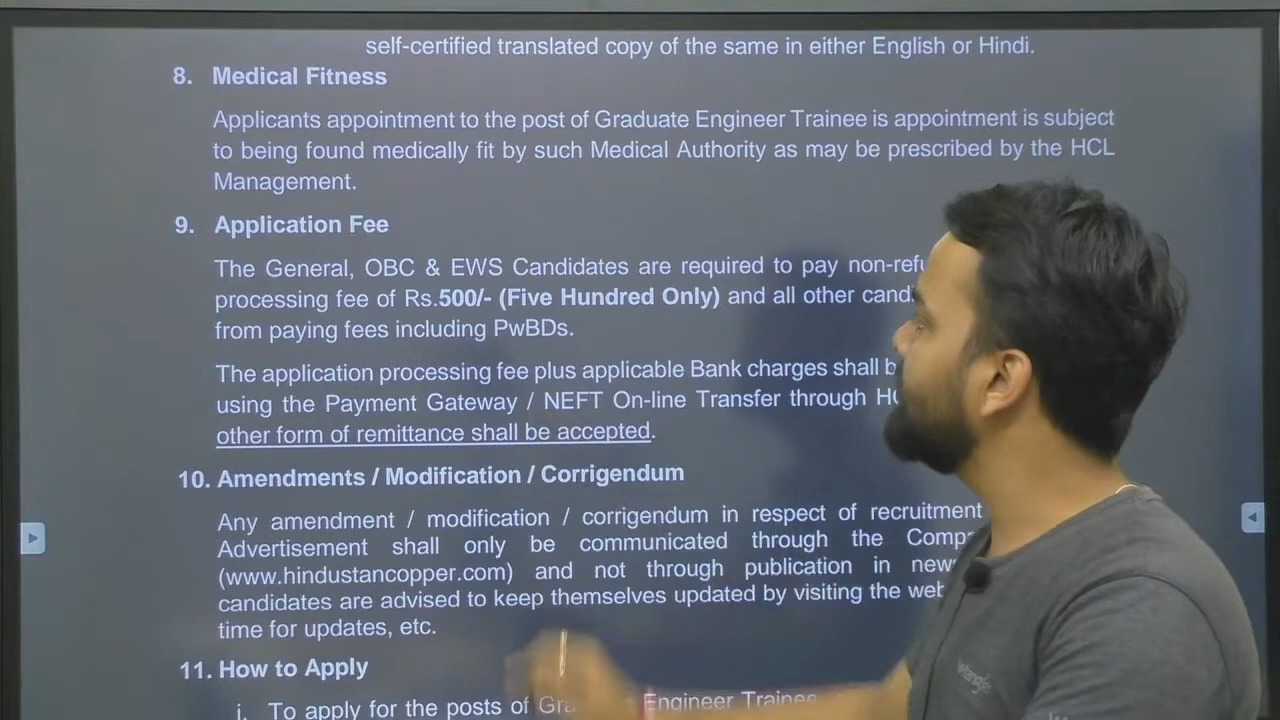 self-certified translated copy of the same in either English or Hindi.
8. Medical Fitness
Applicants appointment to the post of Graduate Engineer Trainee is appointment is subject
to being found medically fit by such Medical Authority as may be prescribed by the HCL
Management.
9. Application Fee
The General, OBC & EWS Candidates are required to pay
processing fee of Rs.500/- (Five Hundred Only) and all other
from paying fees including PwBDs.
The application processing fee plus applicable Bank charges shall
using the Payment Gateway / NEFT On-line Transfer through
other form of remittance shall be accepted.
10. Amendments / Modification / Corrigendum
Any amendment / modification / corrigendum in respect of recruitment
Advertisement shall only be communicated through the
(www.hindustancopper.com) and not through publication in
candidates are advised to keep themselves updated by visiting the
time for updates, etc.
11. How to Apply
i. To apply for the posts of Engineer Trainee